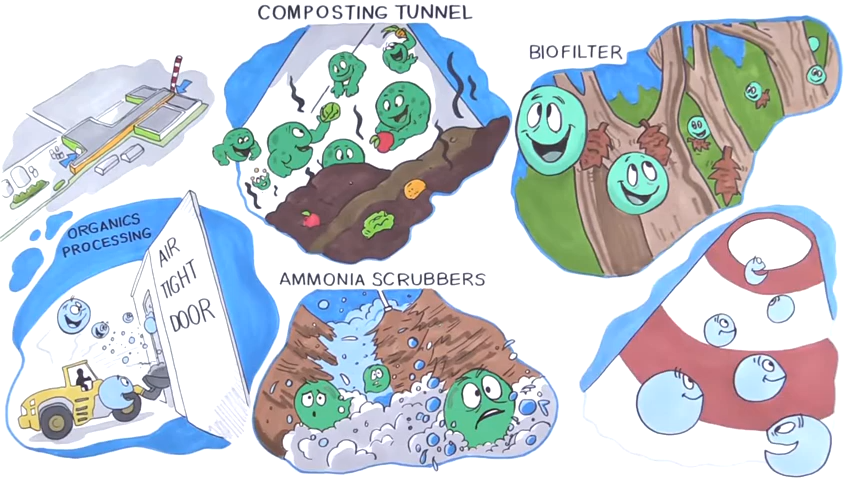 COMPOSTING TUNNEL
BIOFILTER
ORGANICS
PROCESSING
AIR
TIGHT
DOOR
AMMONIA SCRUBBERS